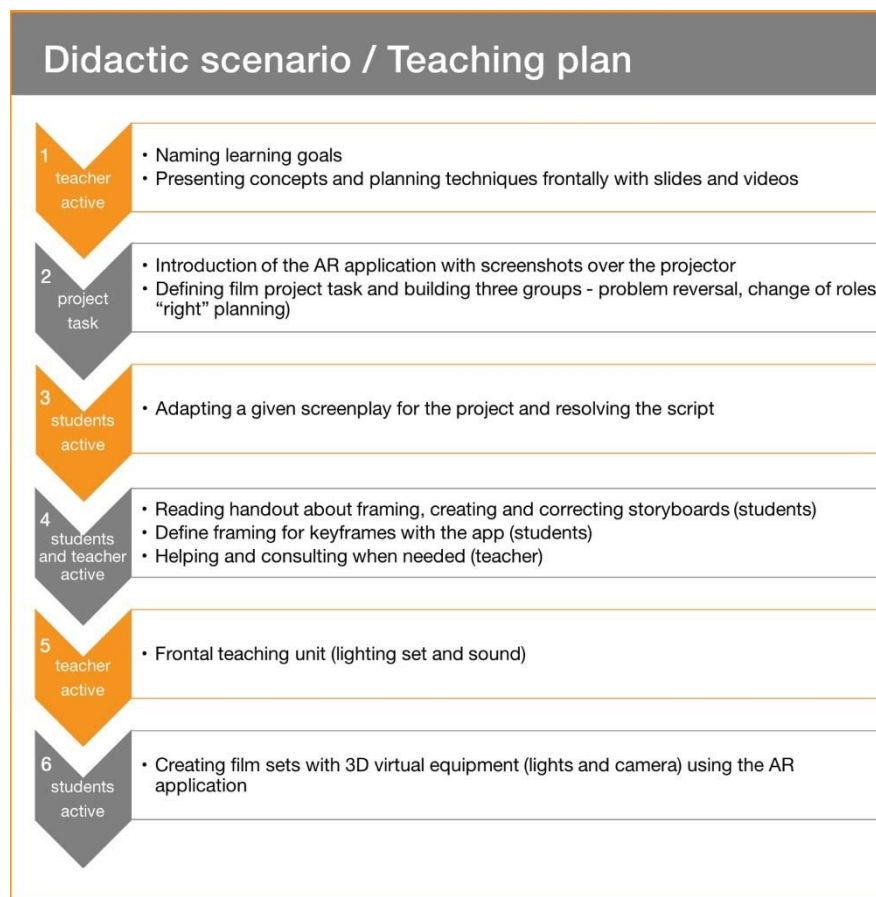 Didactic scenario / Teaching plan
1
teacher
active
• Naming learning goals
• Presenting concepts and planning techniques frontally with slides and videos
2
project
task
• Introduction of the AR application with screenshots over the projector
• Defining film project task and building three groups - problem reversal, change of roles
“right” planning)
3
students
active
• Adapting a given screenplay for the project and resolving the script
4
students
and teacher
active
• Reading handout about framing, creating and correcting storyboards (students)
• Define framing for keyframes with the app (students)
• Helping and consulting when needed (teacher)
5
teacher
active
• Frontal teaching unit (lighting set and sound)
6
students
active
• Creating film sets with 3D virtual equipment (lights and camera) using the AR
application